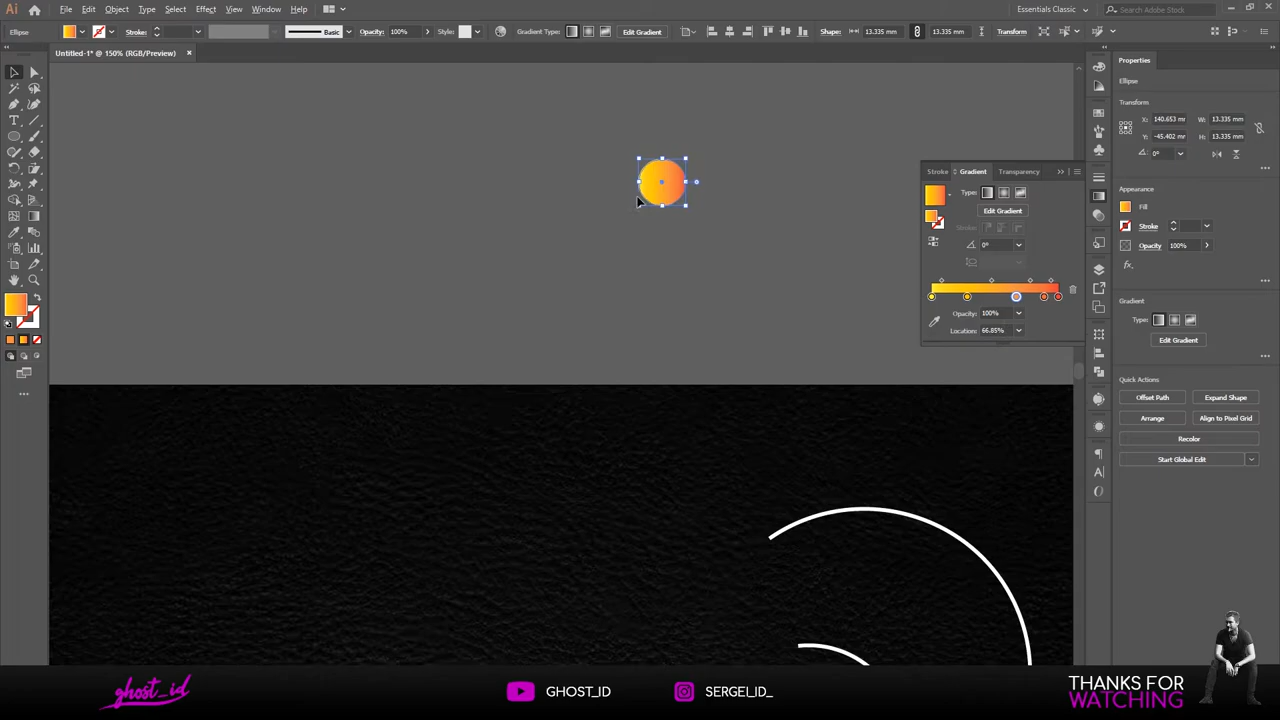 Ai File Edit Object Type Select Effect View Window Help Essentials Classic Search Adobe Stock
Ellipse Stroke: Basic Opacity: 100% Style: Gradient Type: Edit Gradient Shape: 13.335 mm 13.335 mm Transform
Untitled-1* @ 150% (RGB/Preview)
Properties
Ellipse
Transform
X: 140.653 mr W: 13.335 mm
Y: -45.402 mr H: 13.335 mm
0°
Stroke Gradient Transparency
Type:
Edit Gradient
Stroke:
0°
Opacity: 100%
Location: 66.85%
Appearance
Fill
Stroke
Opacity 100%
fx.
Gradient
Type:
Edit Gradient
Quick Actions
Offset Path Expand Shape
Arrange Align to Pixel Grid
Recolor
Start Global Edit
ghost_id
GHOST_ID
SERGEI_ID_
THANKS FOR
WATCHING